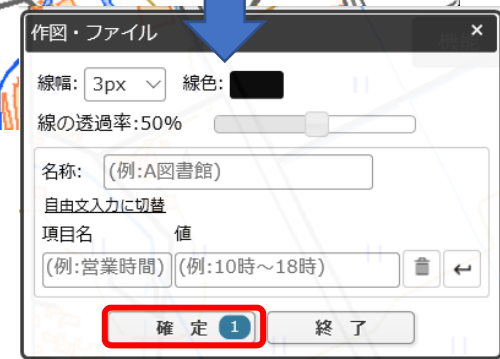 作図・ファイル ×
線幅: 3px 線色:
線の透過率:50%
名称: (例:A図書館)
自由文入力に切替
項目名 値
(例:営業時間) (例:10時～18時)
確 定 1 終 了